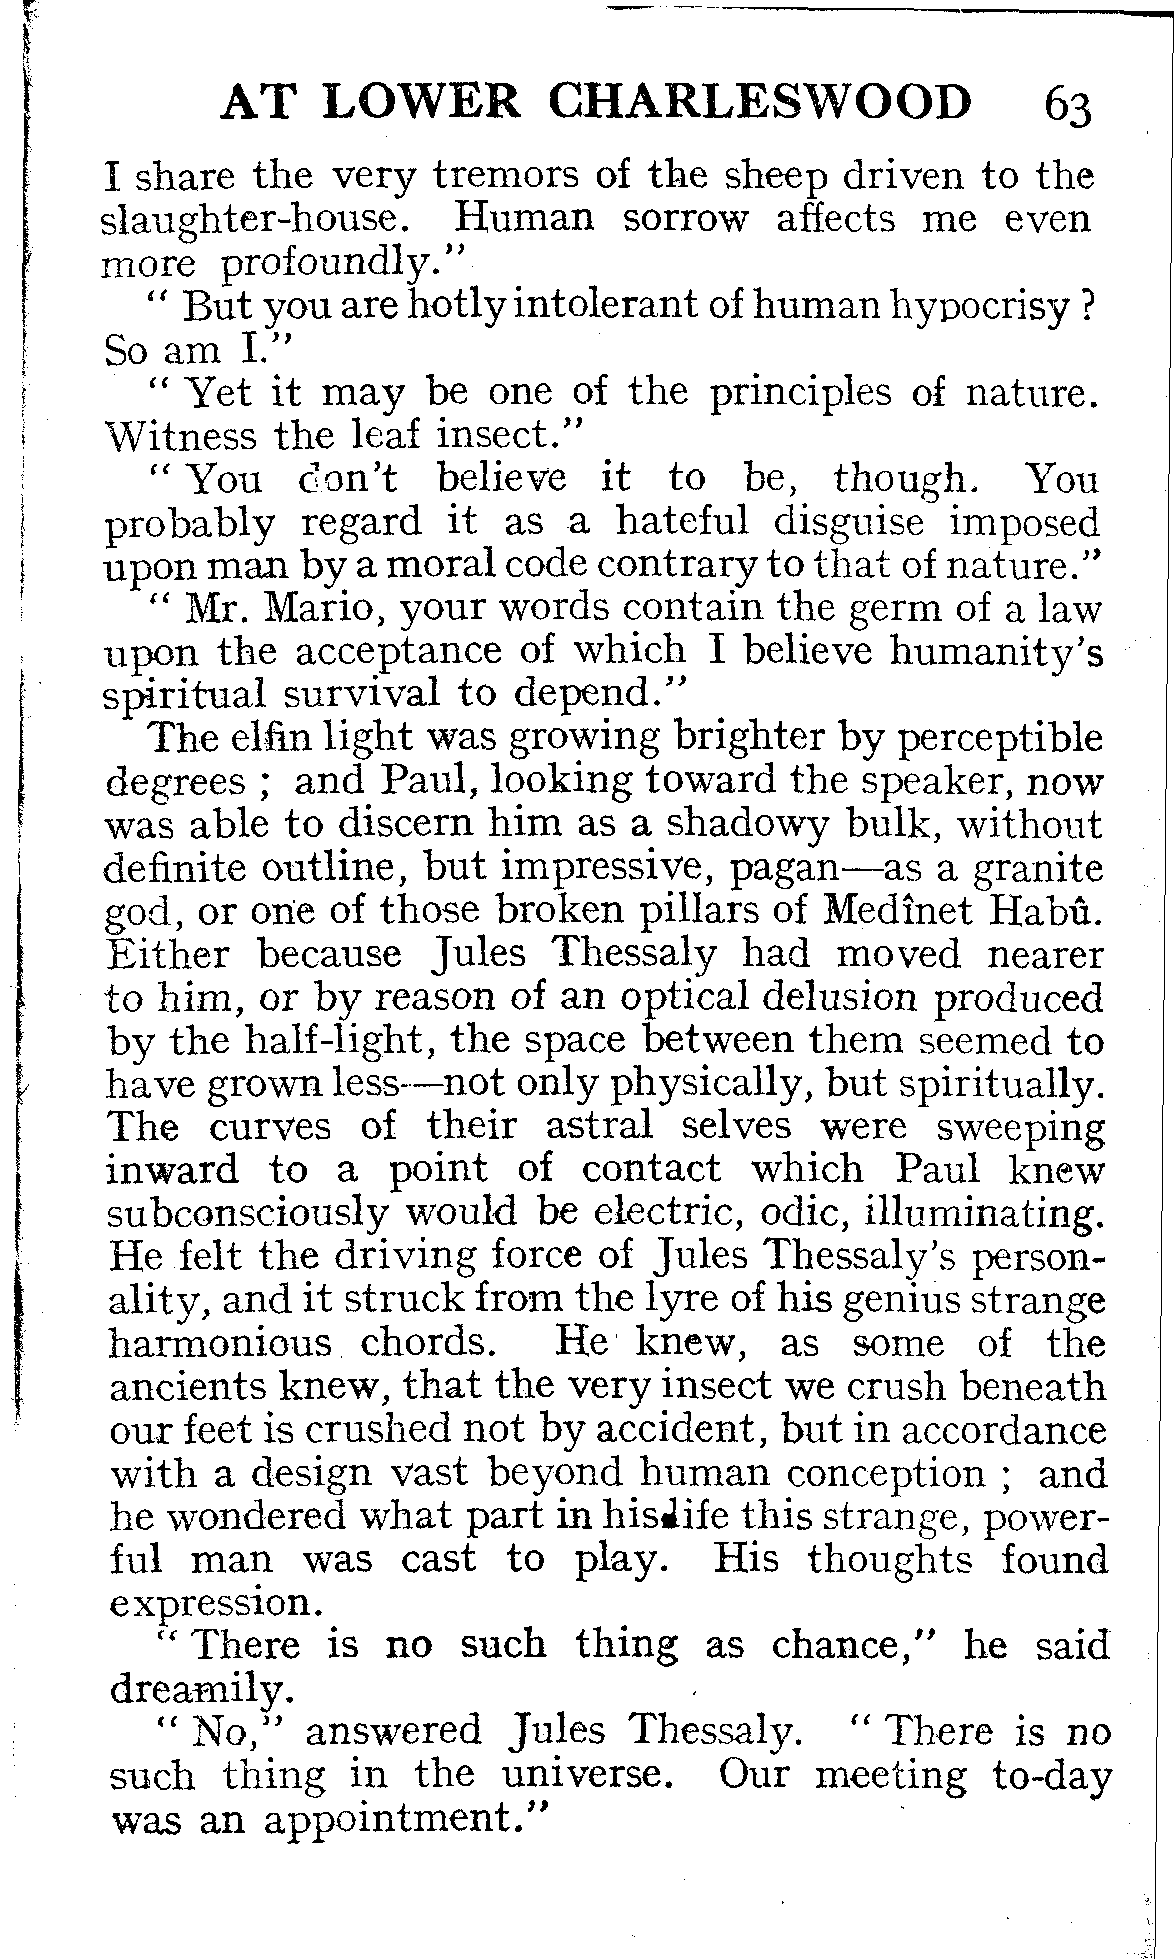 AT LOWER CHARLESWOOD 63
I share the very tremors of the sheep driven to the
slaughter-house. Human sorrow affects me even
more profoundly."
" But you are hotly intolerant of human hypocrisy ?
So am I."
" Yet it may be one of the principles of nature.
Witness the leaf insect."
" You don't believe it to be, though. You
probably regard it as a hateful disguise imposed
upon man by a moral code contrary to that of nature."
" Mr. Mario, your words contain the germ of a law
upon the acceptance of which I believe humanity's
spiritual survival to depend."
The elfin light was growing brighter by perceptible
degrees ; and Paul, looking toward the speaker, now
was able to discern him as a shadowy bulk, without
definite outline, but impressive, pagan—as a granite
god, or one of those broken pillars of Medînet Habû.
Either because Jules Thessaly had moved nearer
to him, or by reason of an optical delusion produced
by the half-light, the space between them seemed to
have grown less—not only physically, but spiritually.
The curves of their astral selves were sweeping
inward to a point of contact which Paul knew
subconsciously would be electric, odic, illuminating.
He felt the driving force of Jules Thessaly's person-
ality, and it struck from the lyre of his genius strange
harmonious chords. He knew, as some of the
ancients knew, that the very insect we crush beneath
our feet is crushed not by accident, but in accordance
with a design vast beyond human conception ; and
he wondered what part in his life this strange, power-
ful man was cast to play. His thoughts found
expression.
" There is no such thing as chance," he said
dreamily.
" No," answered Jules Thessaly. " There is no
such thing in the universe. Our meeting to-day
was an appointment."